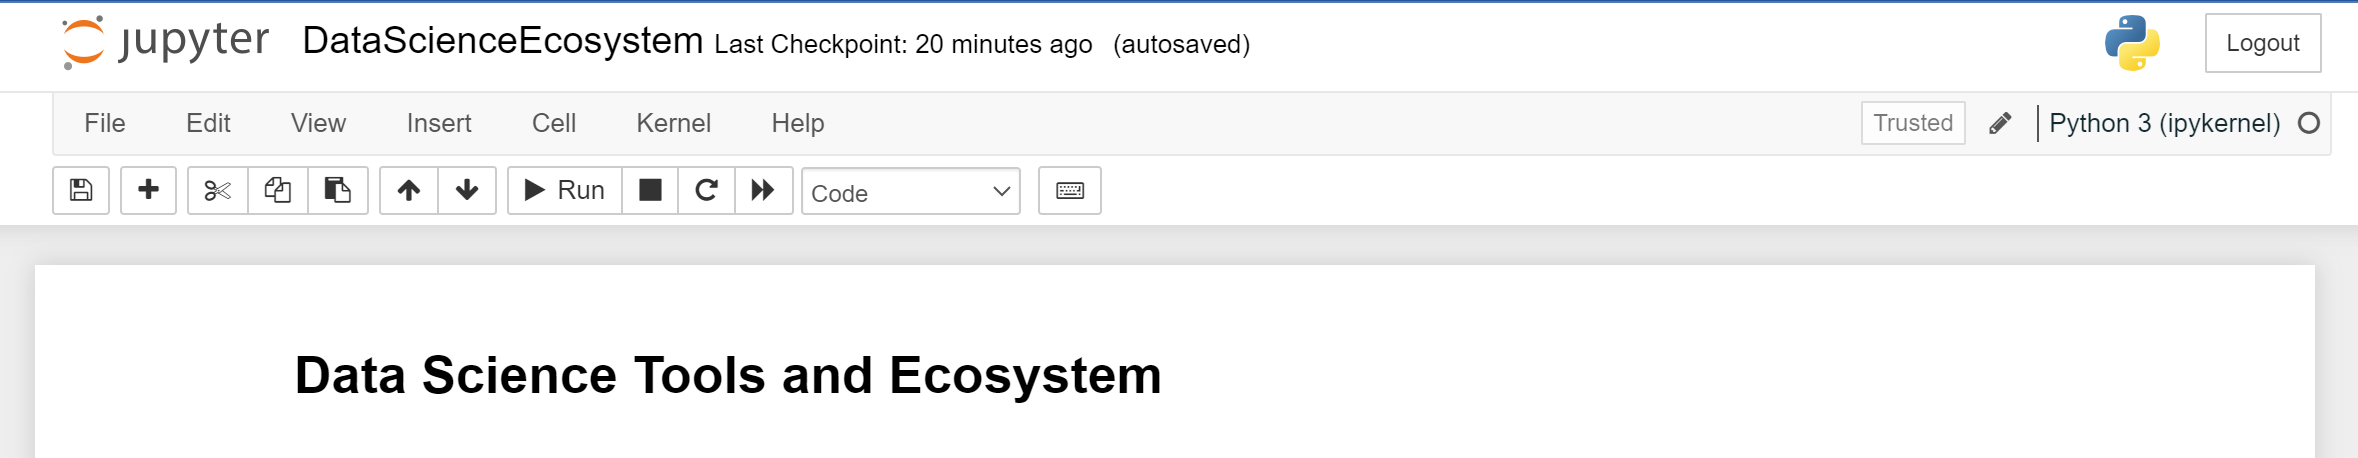 jupyter DataScienceEcosystem Last Checkpoint: 20 minutes ago (autosaved) Logout
File Edit View Insert Cell Kernel Help Trusted Python 3 (ipykernel)
Run Code
Data Science Tools and Ecosystem